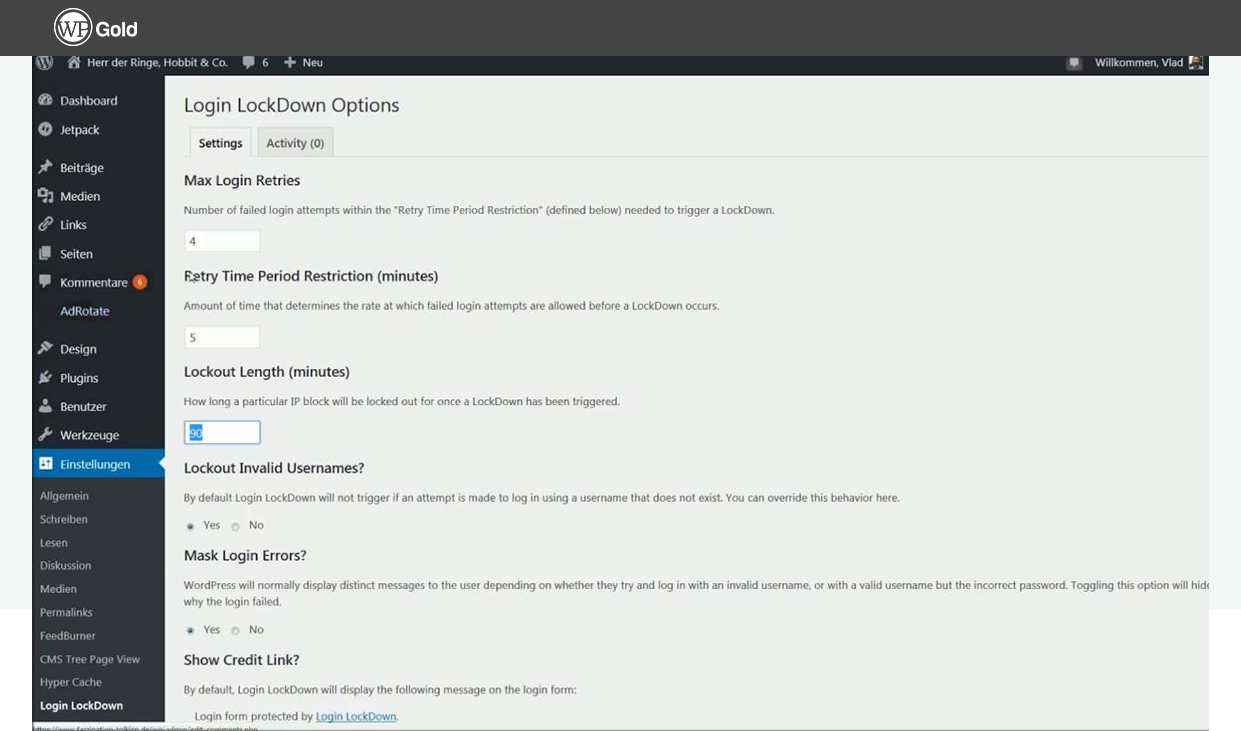 WP Gold
Herr der Ringe, Hobbit & Co. 6 Neu Willkommen, Vlad
Dashboard
Jetpack
Beiträge
Medien
Links
Seiten
Kommentare 6
AdRotate
Design
Plugins
Benutzer
Werkzeuge
Einstellungen
Allgemein
Schreiben
Lesen
Diskussion
Medien
Permalinks
FeedBurner
CMS Tree Page View
Hyper Cache
Login LockDown
Login LockDown Options
Settings Activity (0)
Max Login Retries
Number of failed login attempts within the "Retry Time Period Restriction" (defined below) needed to trigger a LockDown.
4
Retry Time Period Restriction (minutes)
Amount of time that determines the rate at which failed login attempts are allowed before a LockDown occurs.
5
Lockout Length (minutes)
How long a particular IP block will be locked out for once a LockDown has been triggered.
90
Lockout Invalid Usernames?
By default Login LockDown will not trigger if an attempt is made to log in using a username that does not exist. You can override this behavior here.
Yes No
Mask Login Errors?
WordPress will normally display distinct messages to the user depending on whether they try and log in with an invalid username, or with a valid username but the incorrect password. Toggling this option will hide
why the login failed.
Yes No
Show Credit Link?
By default, Login LockDown will display the following message on the login form:
Login form protected by Login LockDown.